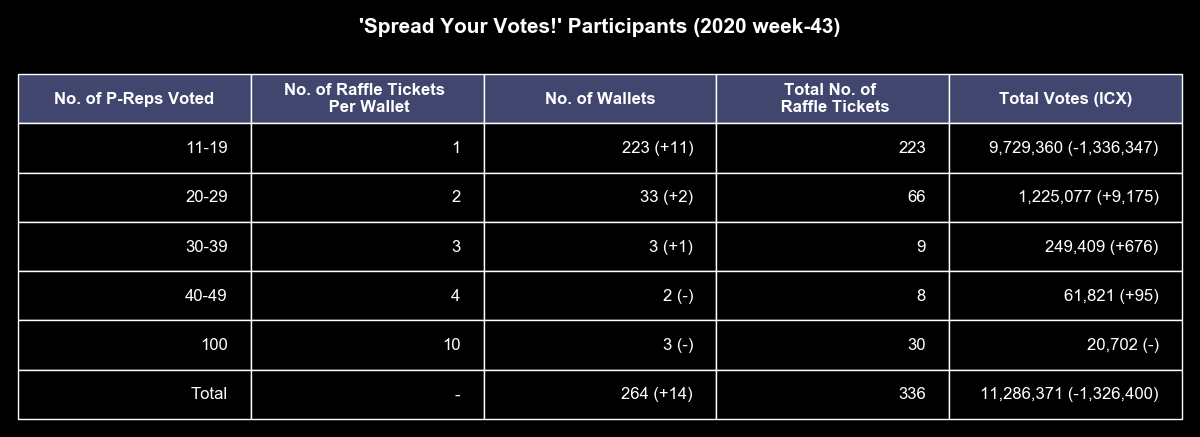 'Spread Your Votes!' Participants (2020 week-43)
No. of P-Reps Voted
No. of Raffle Tickets
Per Wallet
No. of Wallets
Total No. of
Raffle Tickets
Total Votes (ICX)
11-19 1 223 (+11) 223 9,729,360 (-1,336,347)
20-29 2 33 (+2) 66 1,225,077 (+9,175)
30-39 3 3 (+1) 9 249,409 (+676)
40-49 4 2 (-) 8 61,821 (+95)
100 10 3 (-) 30 20,702 (-)
Total - 264 (+14) 336 11,286,371 (-1,326,400)